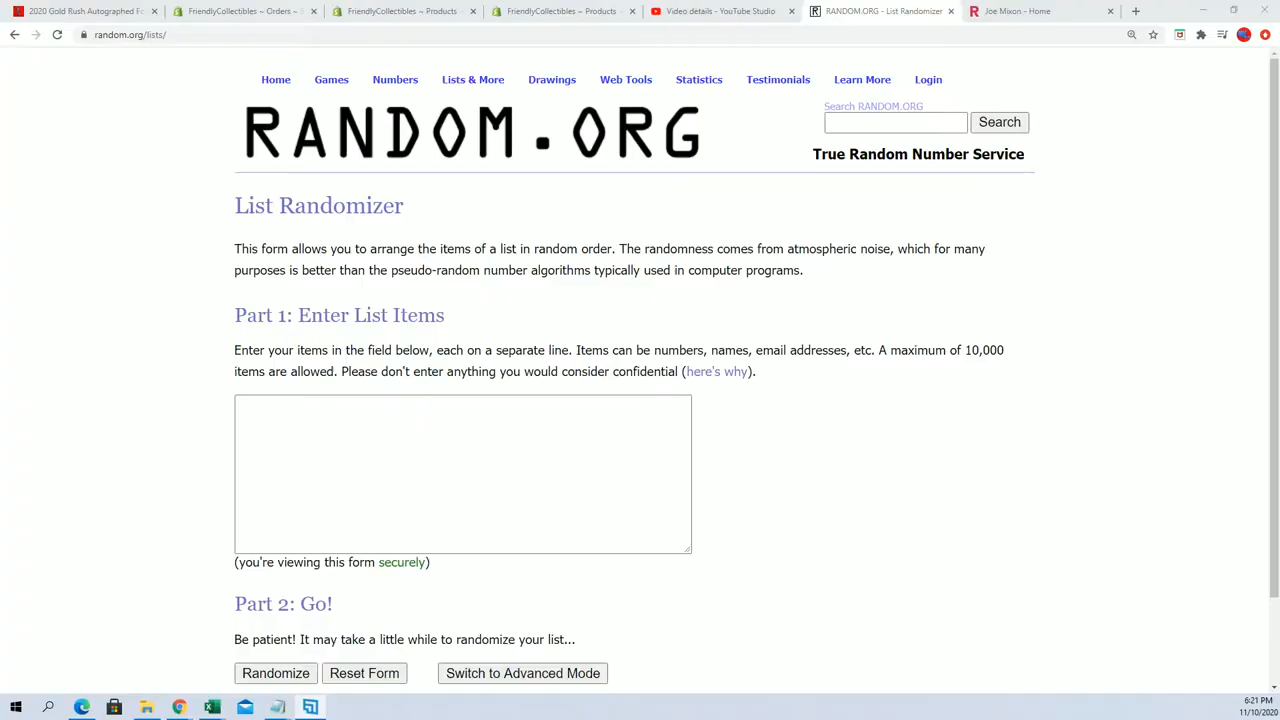 2020 Gold Rush Autographed Fo
FriendlyCollectibles ~ Orders ~ S
FriendlyCollectibles ~ Products
FriendlyCollectibles ~ Products ~
Video details - YouTube Studio
RANDOM.ORG - List Randomizer
Joe Mixon - Home
random.org/lists/
Home Games Numbers Lists & More Drawings Web Tools Statistics Testimonials Learn More Login
RANDOM.ORG
Search RANDOM.ORG
Search
True Random Number Service
List Randomizer
This form allows you to arrange the items of a list in random order. The randomness comes from atmospheric noise, which for many
purposes is better than the pseudo-random number algorithms typically used in computer programs.
Part 1: Enter List Items
Enter your items in the field below, each on a separate line. Items can be numbers, names, email addresses, etc. A maximum of 10,000
items are allowed. Please don't enter anything you would consider confidential (here's why).
(you're viewing this form securely)
Part 2: Go!
Be patient! It may take a little while to randomize your list...
Randomize Reset Form Switch to Advanced Mode
6:21 PM
11/10/2020